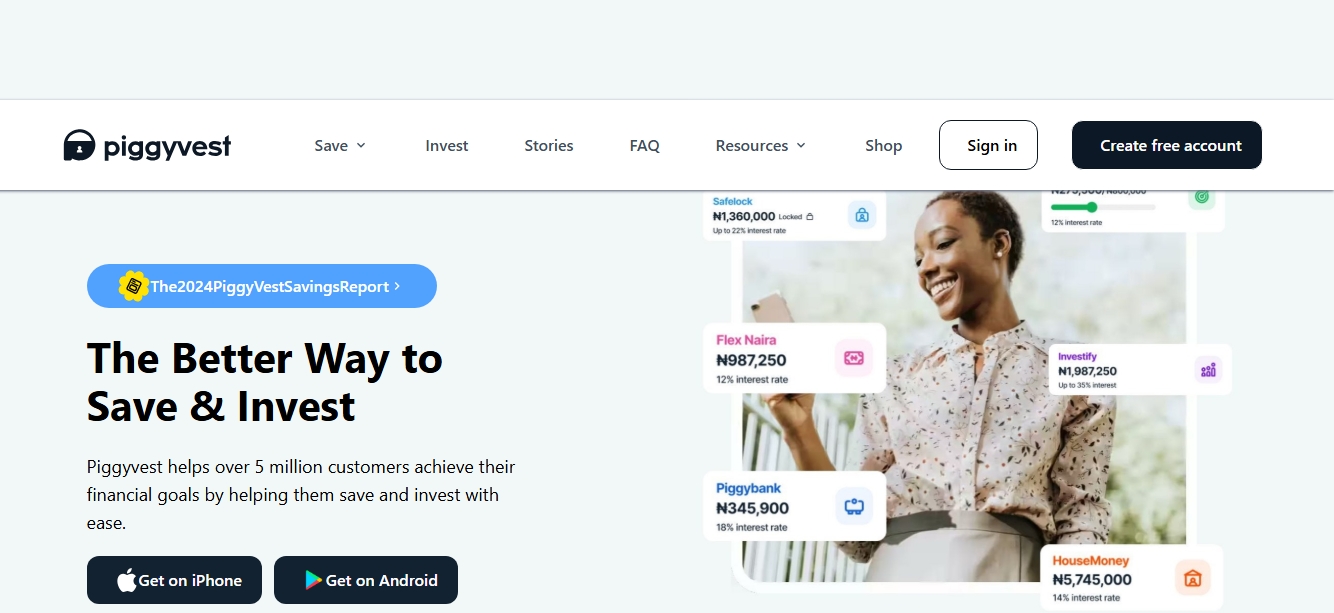 piggyvest
Save
Invest
Stories
FAQ
Resources
Shop
Sign in
Create free account
The2024PiggyVestSavingsReport
The Better Way to
Save & Invest
Piggyvest helps over 5 million customers achieve their
financial goals by helping them save and invest with
ease.
Get on iPhone
Get on Android
Safelock
₦1,360,000 Locked
Up to 22% interest rate
12% interest rate
Flex Naira
₦987,250
12% interest rate
Investify
₦1,987,250
Up to 35% interest
Piggybank
₦345,900
18% interest rate
HouseMoney
₦5,745,000
14% interest rate